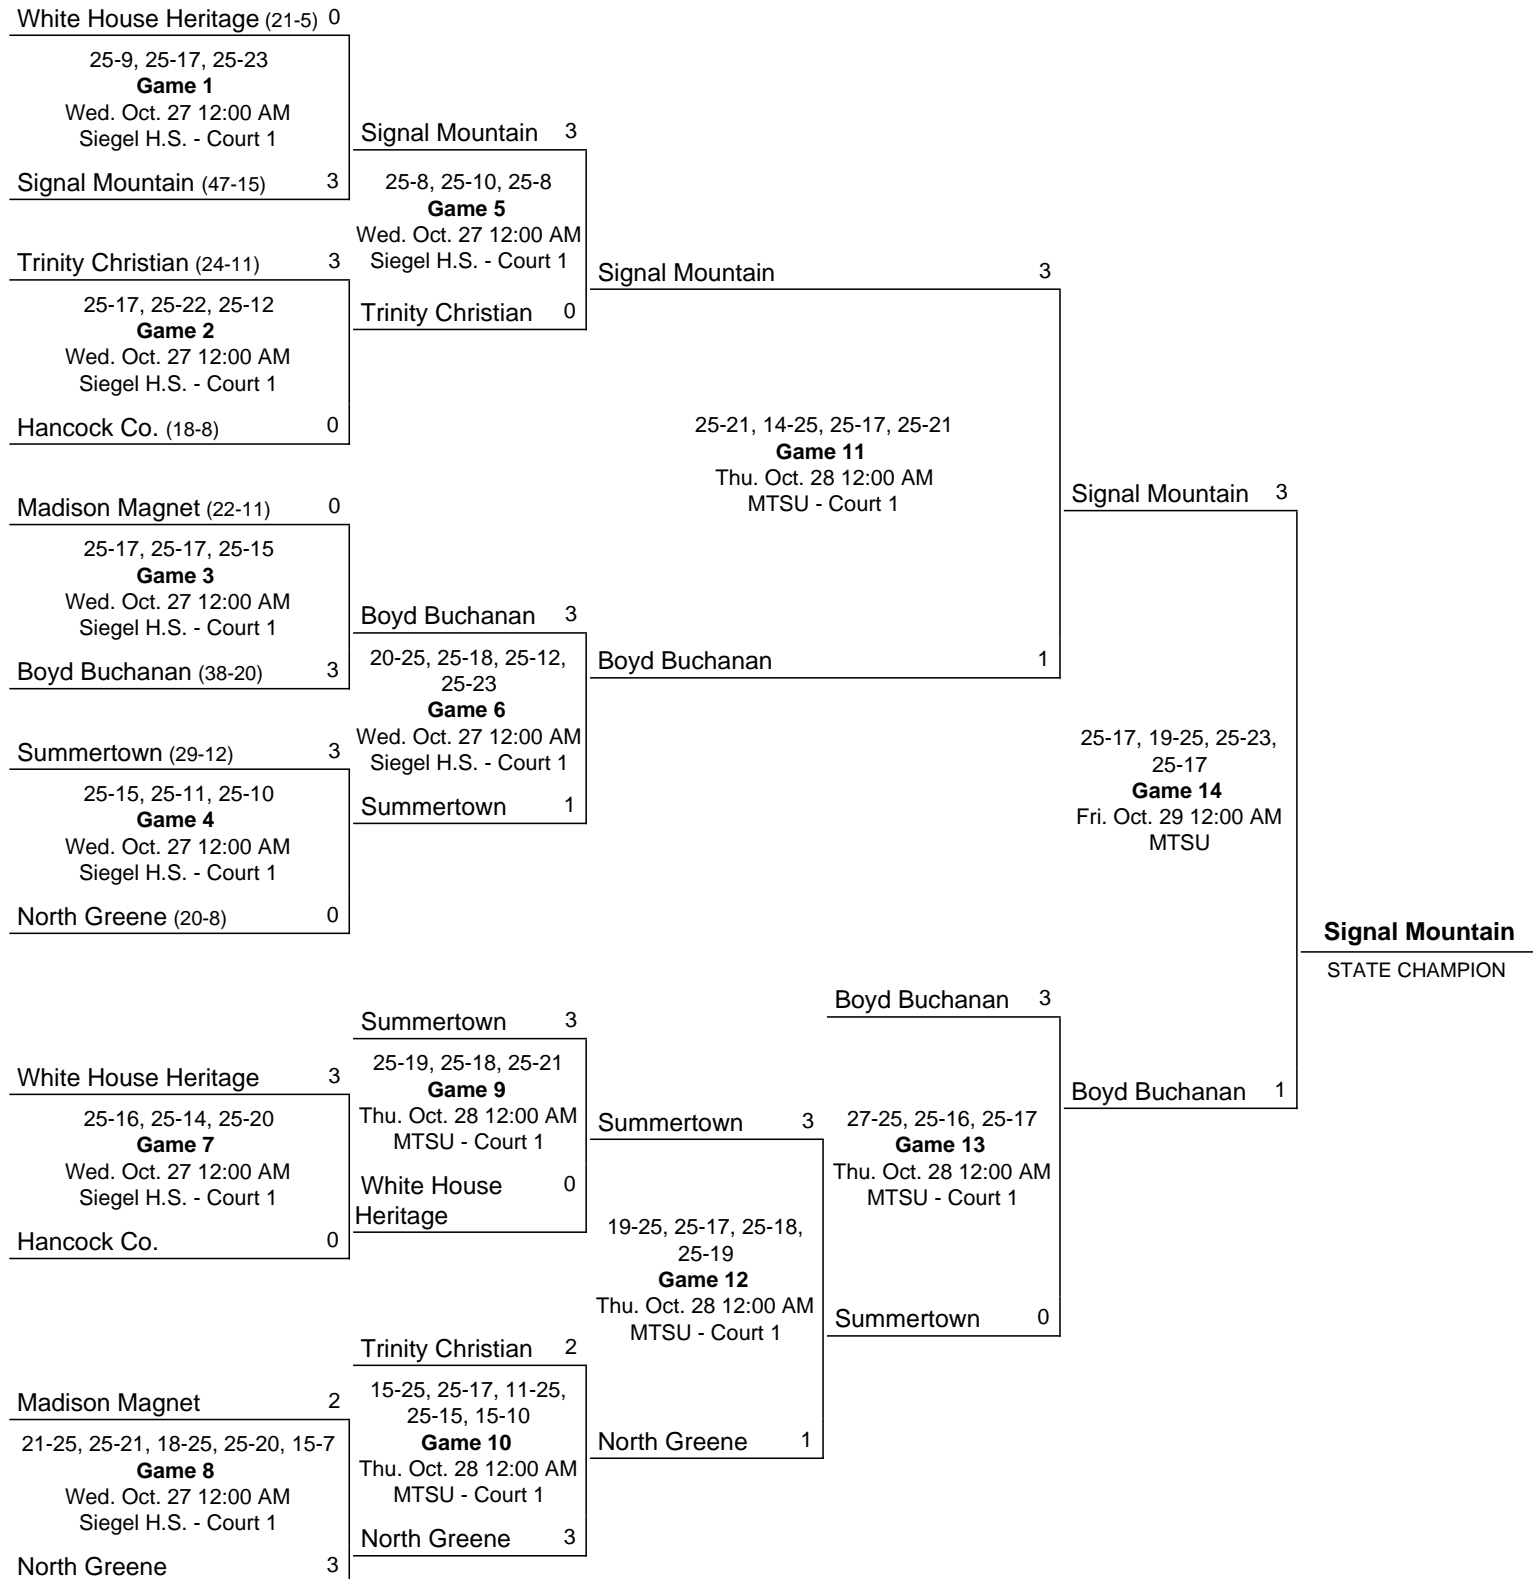 White House Heritage (21-5) 0
25-9, 25-17, 25-23
Game 1
Wed. Oct. 27 12:00 AM
Siegel H.S. - Court 1
Signal Mountain (47-15) 3
Trinity Christian (24-11) 3
25-17, 25-22, 25-12
Game 2
Wed. Oct. 27 12:00 AM
Siegel H.S. - Court 1
Hancock Co. (18-8) 0
Madison Magnet (22-11) 0
25-17, 25-17, 25-15
Game 3
Wed. Oct. 27 12:00 AM
Siegel H.S. - Court 1
Boyd Buchanan (38-20) 3
Summertown (29-12) 3
25-15, 25-11, 25-10
Game 4
Wed. Oct. 27 12:00 AM
Siegel H.S. - Court 1
North Greene (20-8) 0
White House Heritage 3
25-16, 25-14, 25-20
Game 7
Wed. Oct. 27 12:00 AM
Siegel H.S. - Court 1
Hancock Co. 0
Madison Magnet 2
21-25, 25-21, 18-25, 25-20, 15-7
Game 8
Wed. Oct. 27 12:00 AM
Siegel H.S. - Court 1
North Greene 3
Signal Mountain 3
25-8, 25-10, 25-8
Game 5
Wed. Oct. 27 12:00 AM
Siegel H.S. - Court 1
Trinity Christian 0
Boyd Buchanan 3
20-25, 25-18, 25-12,
25-23
Game 6
Wed. Oct. 27 12:00 AM
Siegel H.S. - Court 1
Summertown 1
Summertown 3
25-19, 25-18, 25-21
Game 9
Thu. Oct. 28 12:00 AM
MTSU - Court 1
White House 0
Heritage
Trinity Christian 2
15-25, 25-17, 11-25,
25-15, 15-10
Game 10
Thu. Oct. 28 12:00 AM
MTSU - Court 1
North Greene 3
Signal Mountain 3
25-21, 14-25, 25-17, 25-21
Game 11
Thu. Oct. 28 12:00 AM
MTSU - Court 1
Boyd Buchanan 1
Summertown 3
19-25, 25-17, 25-18,
25-19
Game 12
Thu. Oct. 28 12:00 AM
MTSU - Court 1
North Greene 1
Boyd Buchanan 3
27-25, 25-16, 25-17
Game 13
Thu. Oct. 28 12:00 AM
MTSU - Court 1
Summertown 0
Signal Mountain 3
25-17, 19-25, 25-23,
25-17
Game 14
Fri. Oct. 29 12:00 AM
MTSU
Boyd Buchanan 1
Signal Mountain
STATE CHAMPION